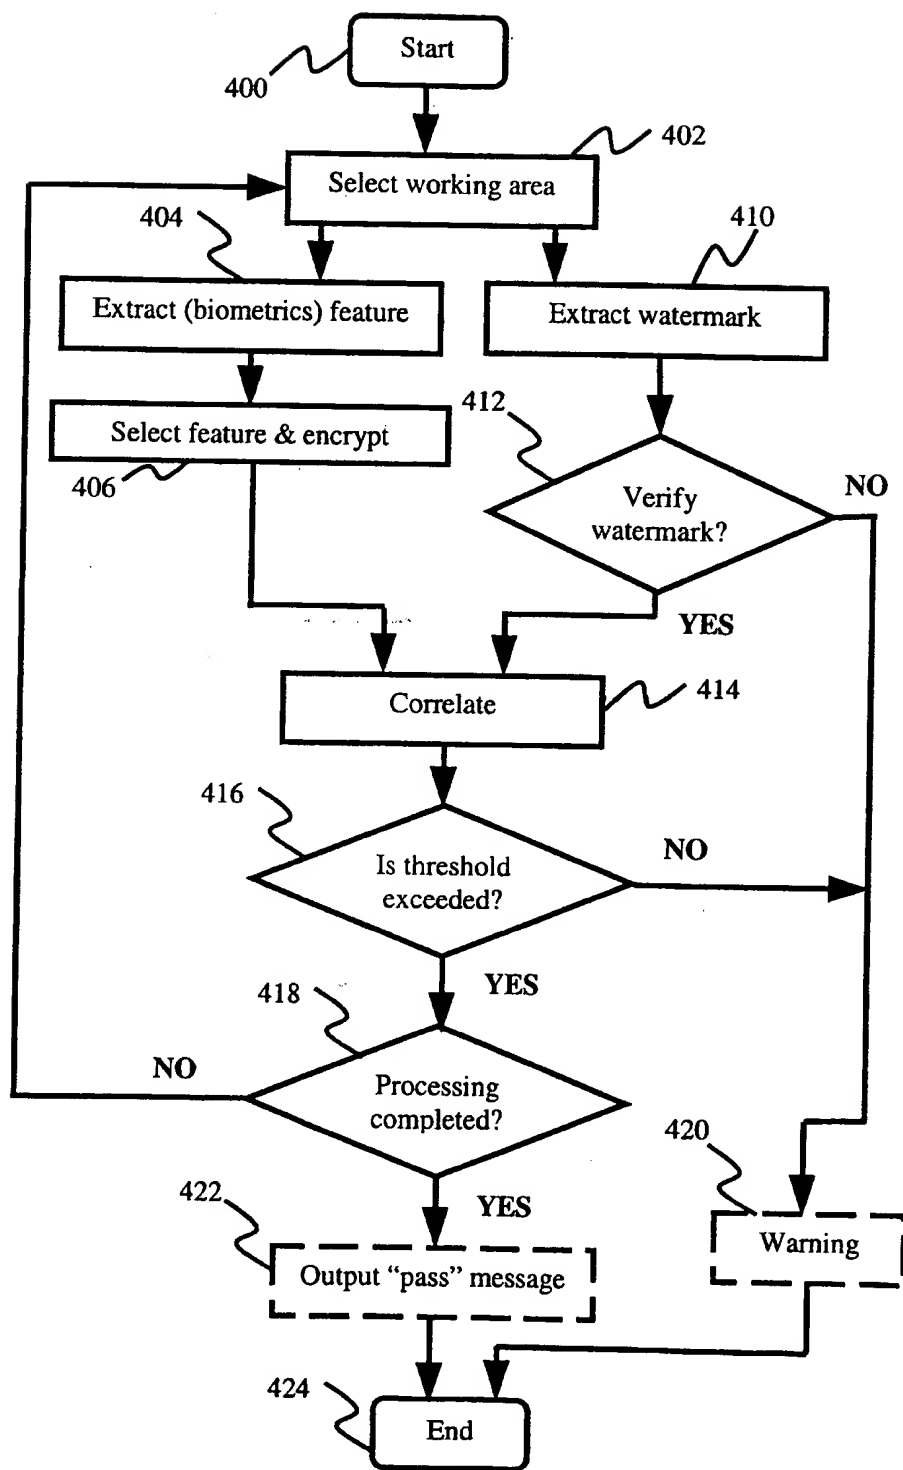 Start
400
402
Select working area
404
410
Extract (biometrics) feature
Extract watermark
412
Select feature & encrypt
406
NO
Verify
watermark?
YES
Correlate
414
416
NO
Is threshold
exceeded?
YES
418
NO
Processing
completed?
420
422
YES
Warning
Output “pass” message
424
End